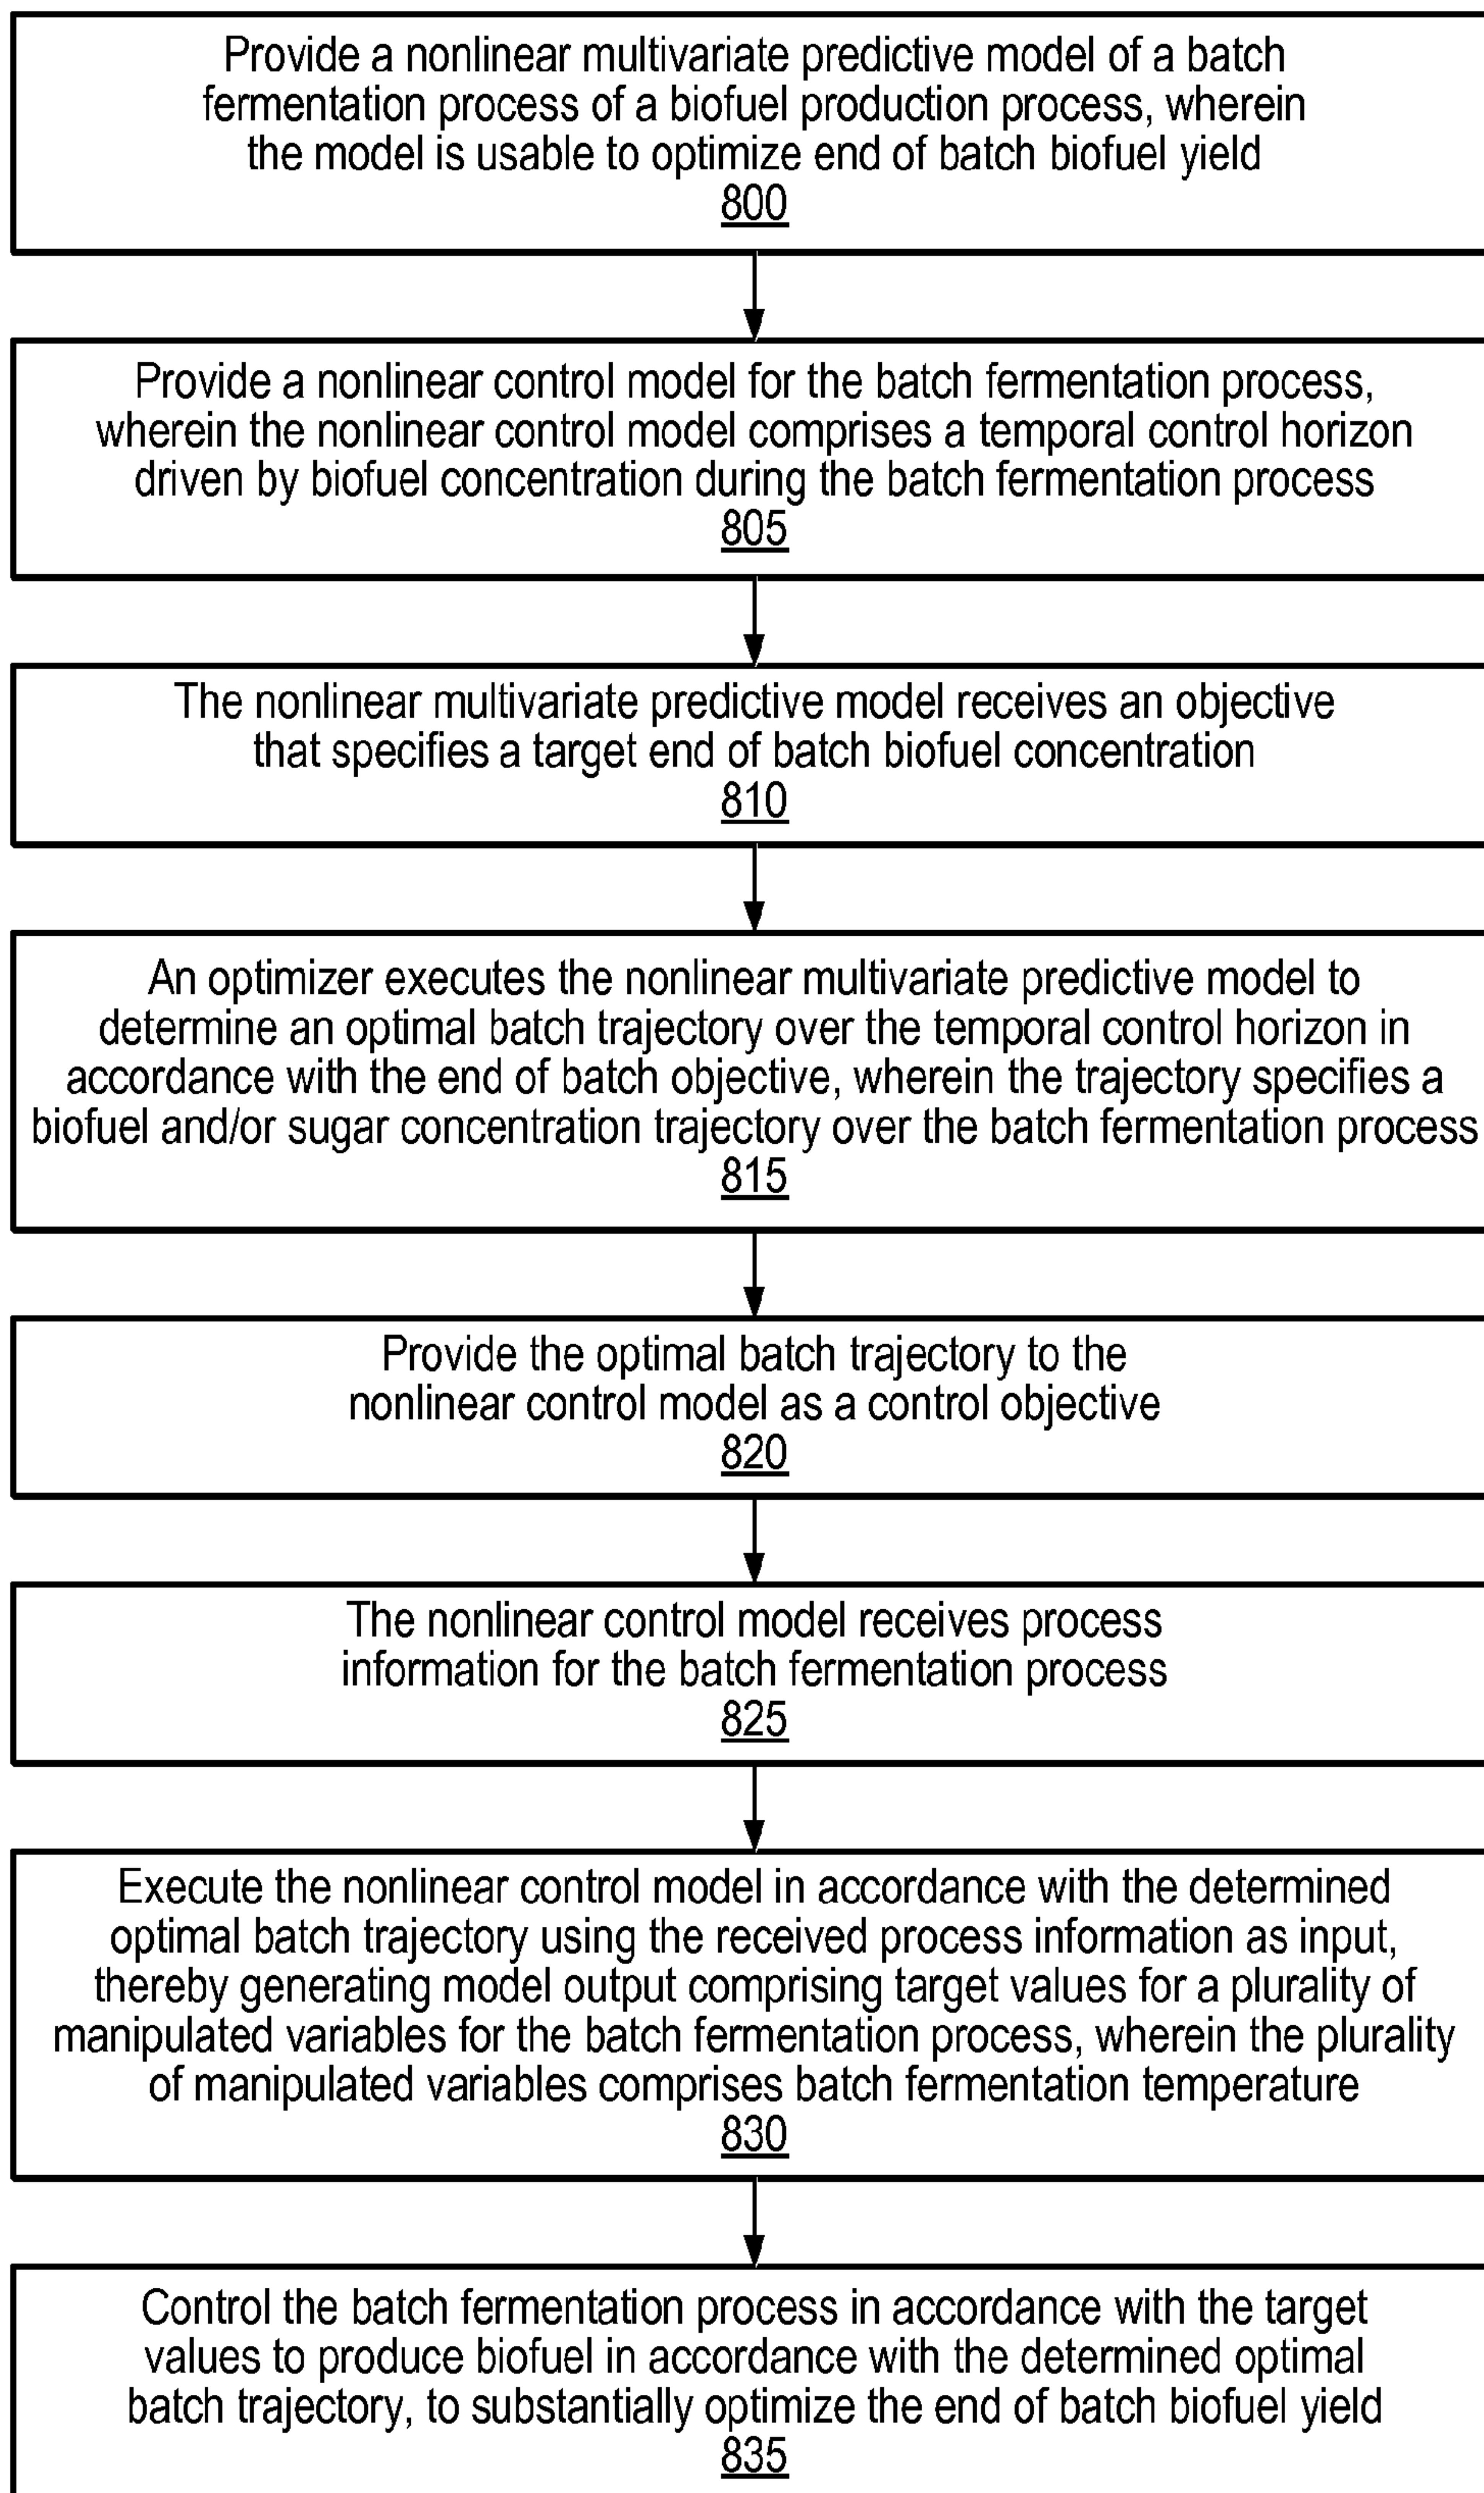 Provide a nonlinear multivariate predictive model of a batch
fermentation process of a biofuel production process, wherein
the model is usable to optimize end of batch biofuel yield
800
Provide a nonlinear control model for the batch fermentation process,
wherein the nonlinear control model comprises a temporal control horizon
driven by biofuel concentration during the batch fermentation process
805
The nonlinear multivariate predictive model receives an objective
that specifies a target end of batch biofuel concentration
810
An optimizer executes the nonlinear multivariate predictive model to
determine an optimal batch trajectory over the temporal control horizon in
accordance with the end of batch objective, wherein the trajectory specifies a
biofuel and/or sugar concentration trajectory over the batch fermentation process
815
Provide the optimal batch trajectory to the
nonlinear control model as a control objective
820
The nonlinear control model receives process
information for the batch fermentation process
825
Execute the nonlinear control model in accordance with the determined
optimal batch trajectory using the received process information as input,
thereby generating model output comprising target values for a plurality of
manipulated variables for the batch fermentation process, wherein the plurality
of manipulated variables comprises batch fermentation temperature
830
Control the batch fermentation process in accordance with the target
values to produce biofuel in accordance with the determined optimal
batch trajectory, to substantially optimize the end of batch biofuel yield
835